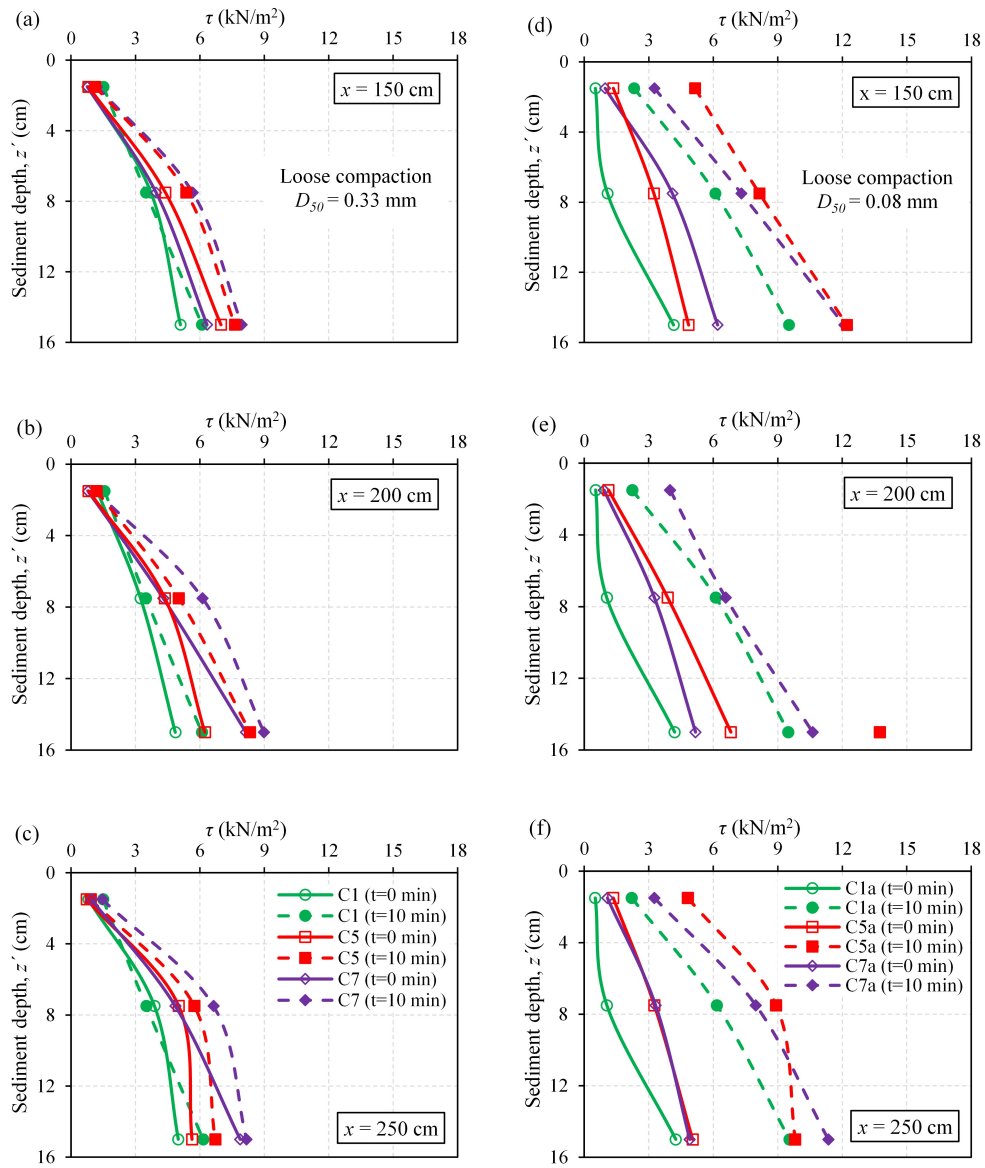 (a)
τ (kN/m²)
0 3 6 9 12 15 18
0
4
8
12
16
Sediment depth, z´ (cm)
x = 150 cm
Loose compaction
D50 = 0.33 mm
(d)
τ (kN/m²)
0 3 6 9 12 15 18
0
4
8
12
16
Sediment depth, z´ (cm)
x = 150 cm
Loose compaction
D50 = 0.08 mm
(b)
τ (kN/m²)
0 3 6 9 12 15 18
0
4
8
12
16
Sediment depth, z´ (cm)
x = 200 cm
(e)
τ (kN/m²)
0 3 6 9 12 15 18
0
4
8
12
16
Sediment depth, z´ (cm)
x = 200 cm
(c)
τ (kN/m²)
0 3 6 9 12 15 18
0
4
8
12
16
Sediment depth, z´ (cm)
C1 (t=0 min)
C1 (t=10 min)
C5 (t=0 min)
C5 (t=10 min)
C7 (t=0 min)
C7 (t=10 min)
x = 250 cm
(f)
τ (kN/m²)
0 3 6 9 12 15 18
0
4
8
12
16
Sediment depth, z´ (cm)
C1a (t=0 min)
C1a (t=10 min)
C5a (t=0 min)
C5a (t=10 min)
C7a (t=0 min)
C7a (t=10 min)
x = 250 cm